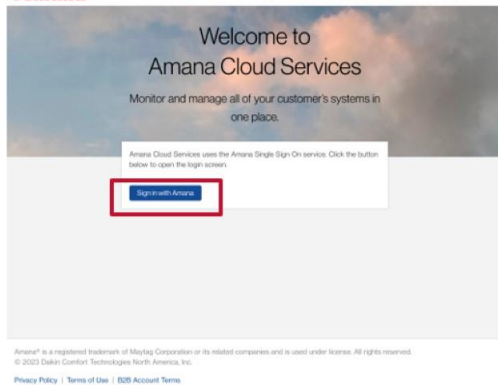 Welcome to
Amana Cloud Services
Monitor and manage all of your customer's systems in
one place.
Amana Cloud Services uses the Amana Single Sign On service. Click the button
below to open the login screen.
Sign in with Amana
Amana® is a registered trademark of Maytag Corporation or its related companies and is used under license. All rights reserved.
© 2023 Daikin Comfort Technologies North America, Inc.
Privacy Policy | Terms of Use | B2B Account Terms